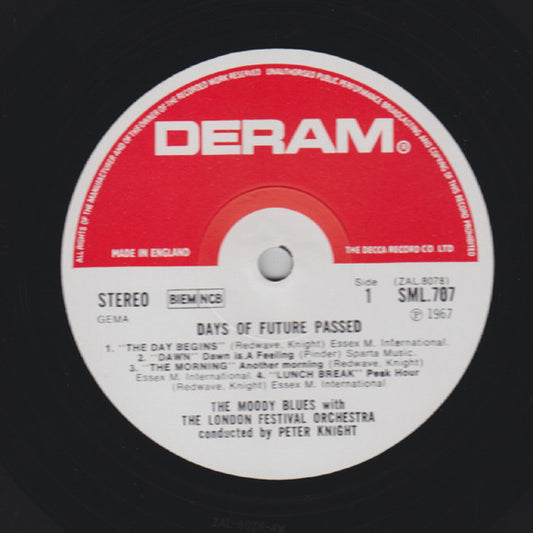 ALL RIGHTS OF THE MANUFACTURER AND OF THE OWNER OF THE RECORDED WORK RESERVED UNAUTHORISED PUBLIC PERFORMANCE BROADCASTING AND COPYING OF THIS RECORD PROHIBITED
DERAM®
MADE IN ENGLAND THE DECCA RECORD CO LTD
STEREO BIEM/NCB Side 1 (ZAL.8078) SML.707
GEMA ℗ 1967
DAYS OF FUTURE PASSED
1. "THE DAY BEGINS" (Redwave, Knight) Essex M. International.
2. "DAWN" Dawn is A Feeling (Pinder) Sparta Music.
3. "THE MORNING" Another morning (Redwave, Knight)
Essex M. International. 4. "LUNCH BREAK" Peak Hour
(Redwave, Knight) Essex M. International
THE MOODY BLUES with
THE LONDON FESTIVAL ORCHESTRA
conducted by PETER KNIGHT